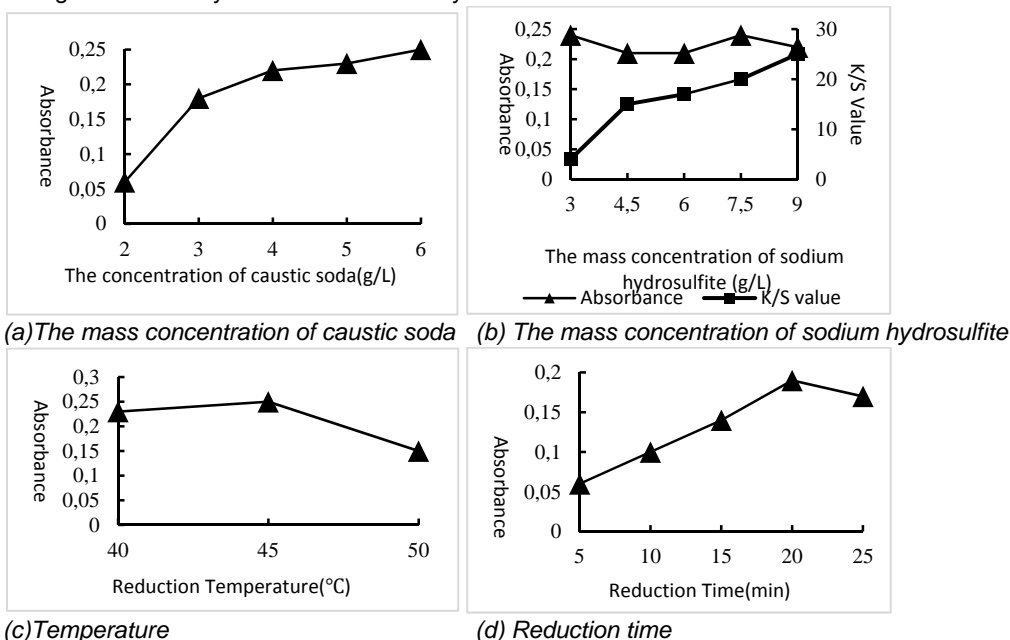 Absorbance
0,25
0,2
0,15
0,1
0,05
0
2 3 4 5 6
The concentration of caustic soda(g/L)
Absorbance
0,25
0,2
0,15
0,1
0,05
0
30
20
10
0
K/S Value
3 4,5 6 7,5 9
The mass concentration of sodium
hydrosulfite (g/L)
Absorbance K/S value
(a)The mass concentration of caustic soda (b) The mass concentration of sodium hydrosulfite
Absorbance
0,3
0,25
0,2
0,15
0,1
0,05
0
40 45 50
Reduction Temperature(°C)
Absorbance
0,2
0,15
0,1
0,05
0
5 10 15 20 25
Reduction Time(min)
(c)Temperature (d) Reduction time